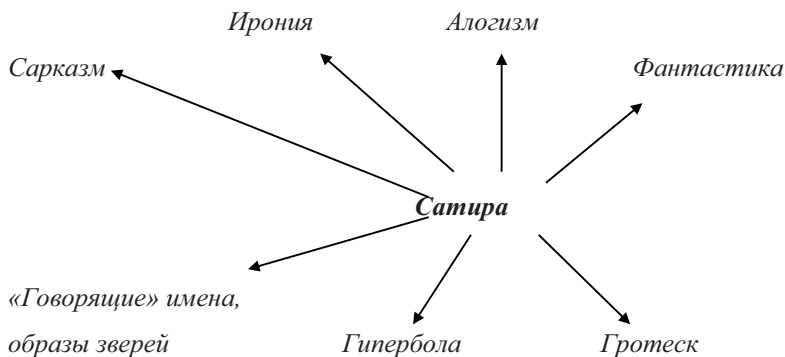 Ирония
Алогизм
Сарказм
Фантастика
Сатира
«Говорящие» имена,
образы зверей
Гипербола
Гротеск